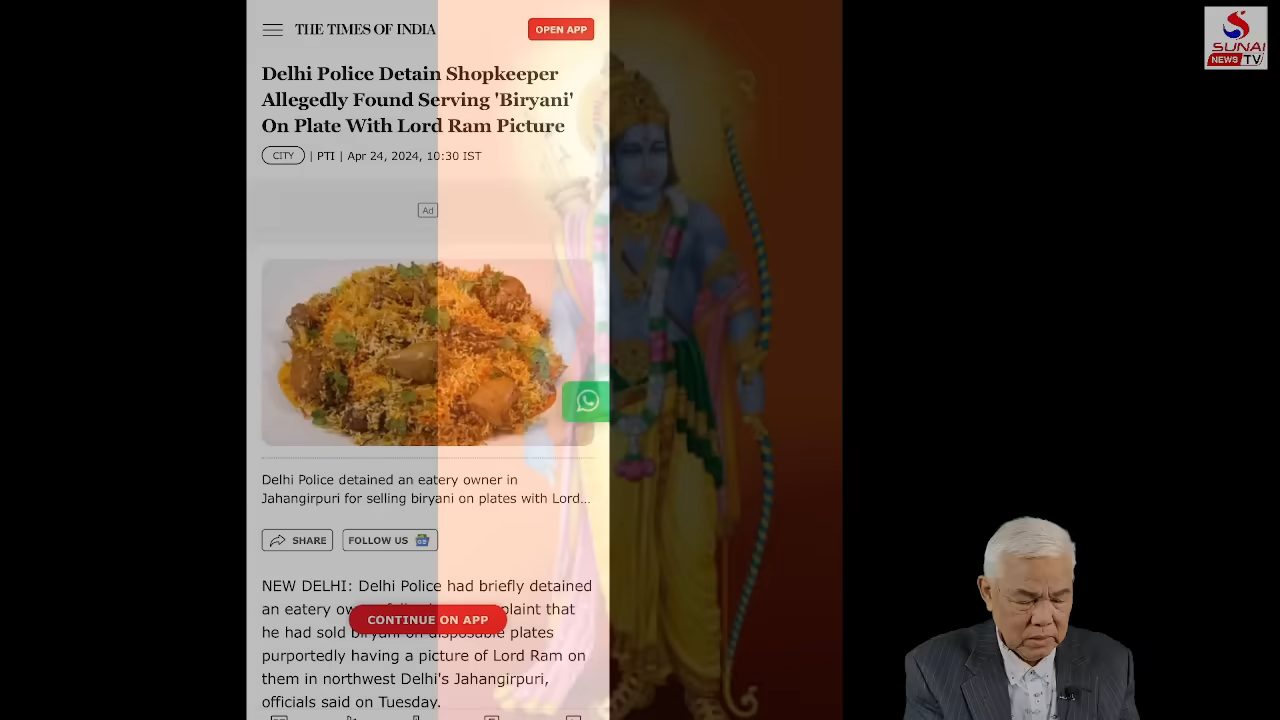 THE TIMES OF INDIA
OPEN APP
Delhi Police Detain Shopkeeper
Allegedly Found Serving 'Biryani'
On Plate With Lord Ram Picture
CITY | PTI | Apr 24, 2024, 10:30 IST
Ad
Delhi Police detained an eatery owner in
Jahangirpuri for selling biryani on plates with Lord...
SHARE
FOLLOW US
NEW DELHI: Delhi Police had briefly detained
an eatery
CONTINUE ON APP
he had sold biryani on disposable plates
purportedly having a picture of Lord Ram on
them in northwest Delhi's Jahangirpuri,
officials said on Tuesday.
SUNAI
NEWS TV